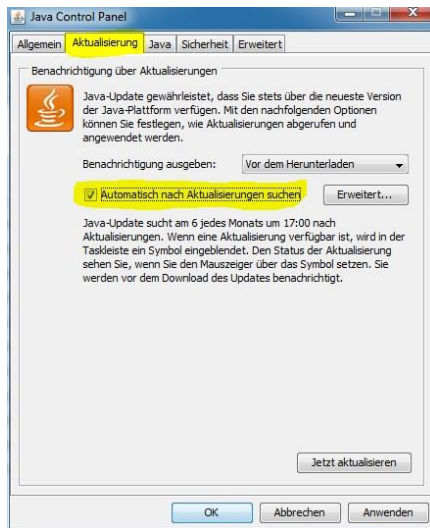 Java Control Panel
Allgemein Aktualisierung Java Sicherheit Erweitert
Benachrichtigung über Aktualisierungen
Java-Update gewährleistet, dass Sie stets über die neueste Version
der Java-Plattform verfügen. Mit den nachfolgenden Optionen
können Sie festlegen, wie Aktualisierungen abgerufen und
angewendet werden.
Benachrichtigung ausgeben: Vor dem Herunterladen
Automatisch nach Aktualisierungen suchen Erweitert...
Java-Update sucht am 6 jedes Monats um 17:00 nach
Aktualisierungen. Wenn eine Aktualisierung verfügbar ist, wird in der
Taskleiste ein Symbol eingeblendet. Den Status der Aktualisierung
sehen Sie, wenn Sie den Mauszeiger über das Symbol setzen. Sie
werden vor dem Download des Updates benachrichtigt.
Jetzt aktualisieren
OK Abbrechen Anwenden